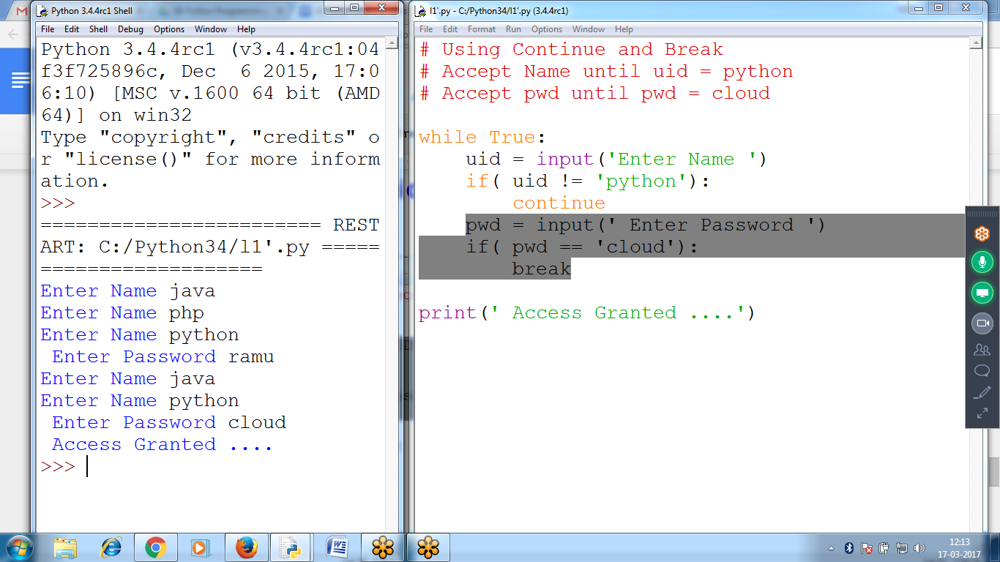 Python 3.4.4rc1 Shell
File Edit Shell Debug Options Window Help
Python 3.4.4rc1 (v3.4.4rc1:04
f3f725896c, Dec  6 2015, 17:0
6:10) [MSC v.1600 64 bit (AMD
64)] on win32
Type "copyright", "credits" o
r "license()" for more inform
ation.
>>>
======================== REST
ART: C:/Python34/l1'.py =====
===================
Enter Name java
Enter Name php
Enter Name python
 Enter Password ramu
Enter Name java
Enter Name python
 Enter Password cloud
 Access Granted ....
>>>
l1'.py - C:/Python34/l1'.py (3.4.4rc1)
File Edit Format Run Options Window Help
# Using Continue and Break
# Accept Name until uid = python
# Accept pwd until pwd = cloud
while True:
    uid = input('Enter Name ')
    if( uid != 'python'):
        continue
    pwd = input(' Enter Password ')
    if( pwd == 'cloud'):
        break
print(' Access Granted ....')
12:13
17-03-2017